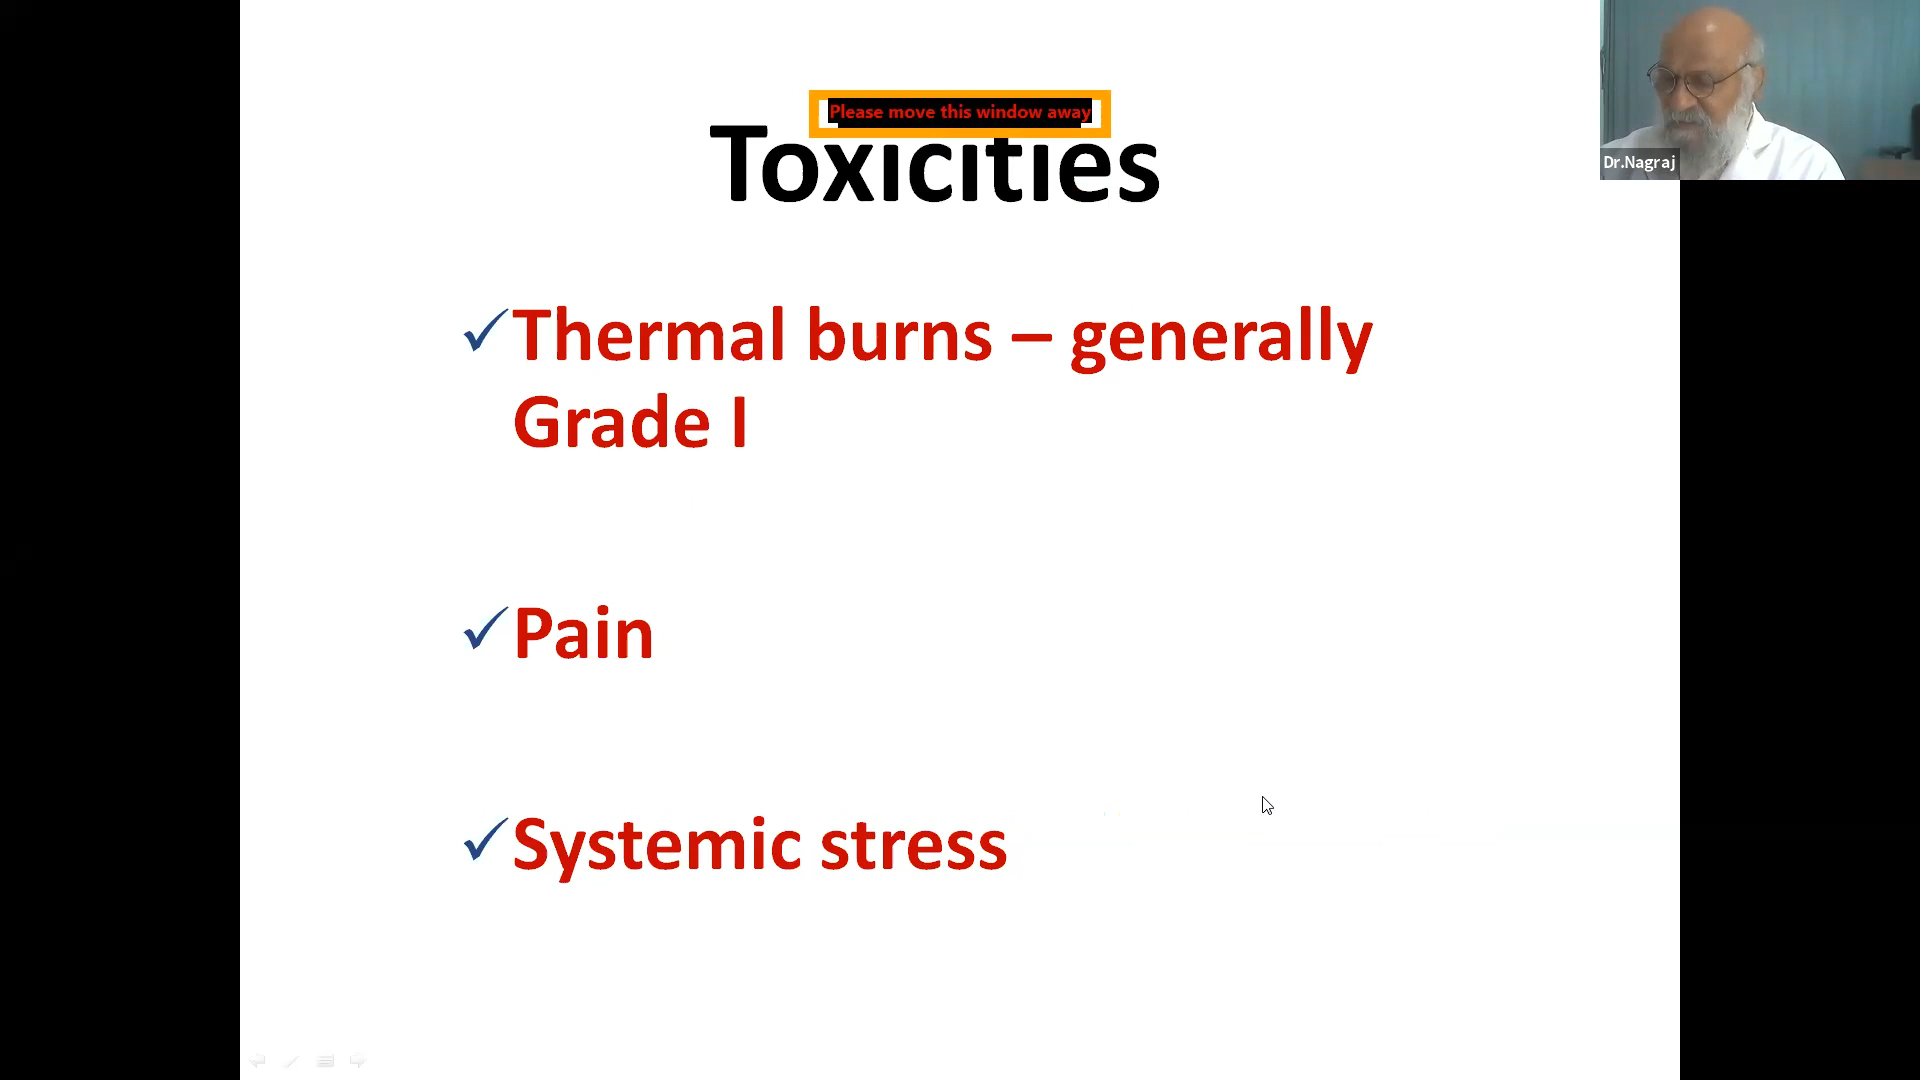 Please move this window away
Toxicities
Dr.Nagraj
✓Thermal burns – generally
Grade I
✓Pain
✓Systemic stress